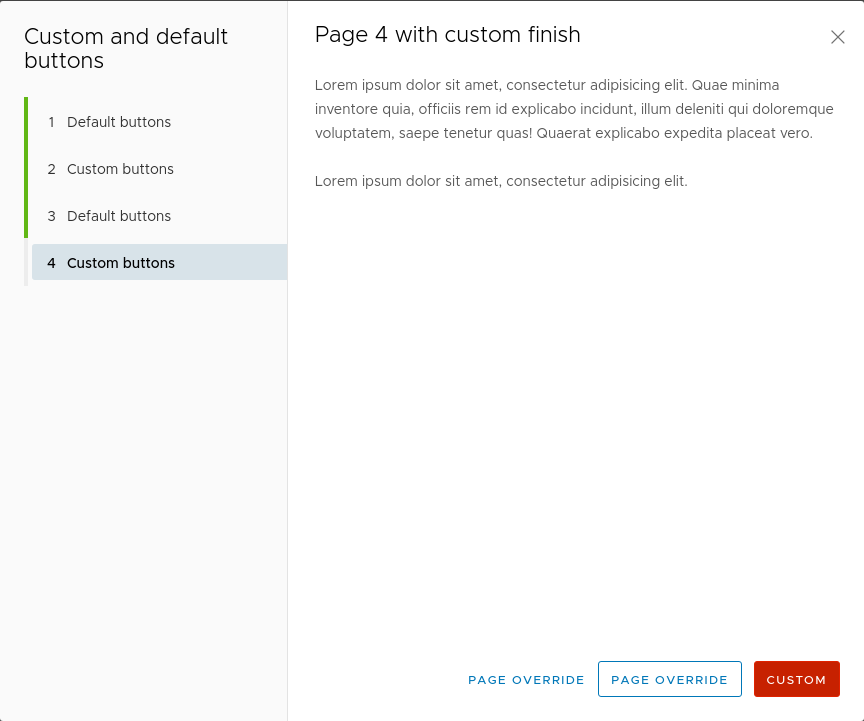 Custom and default
buttons
1 Default buttons
2 Custom buttons
3 Default buttons
4 Custom buttons
Page 4 with custom finish
Lorem ipsum dolor sit amet, consectetur adipisicing elit. Quae minima
inventore quia, officiis rem id explicabo incidunt, illum deleniti qui doloremque
voluptatem, saepe tenetur quas! Quaerat explicabo expedita placeat vero.
Lorem ipsum dolor sit amet, consectetur adipisicing elit.
PAGE OVERRIDE PAGE OVERRIDE CUSTOM